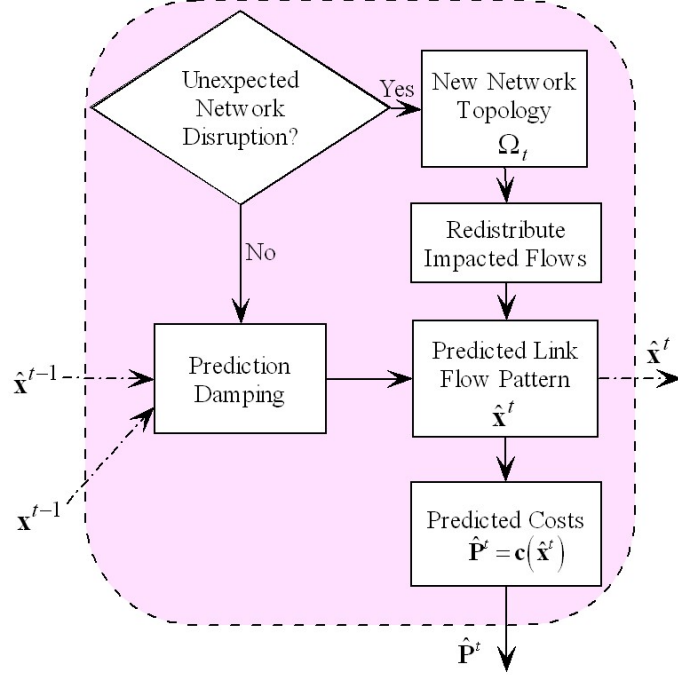 Unexpected
Network
Disruption?
Yes
New Network
Topology
Ω_t
No
Redistribute
Impacted Flows
x̂^{t−1}
Prediction
Damping
Predicted Link
Flow Pattern
x̂^t
x̂^t
x^{t−1}
Predicted Costs
P̂^t = c(x̂^t)
P̂^t